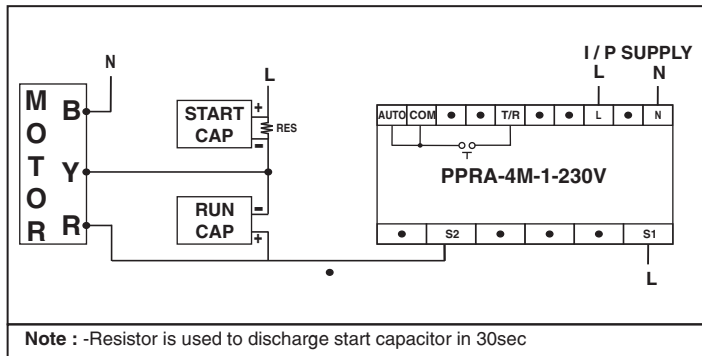 I / P SUPPLY
N
L
L
N
MOTOR
B
START CAP
+
RES
-
AUTO COM T/R L N
Y
PPRA-4M-1-230V
RUN CAP
-
+
R
S2 S1
L
Note : -Resistor is used to discharge start capacitor in 30sec